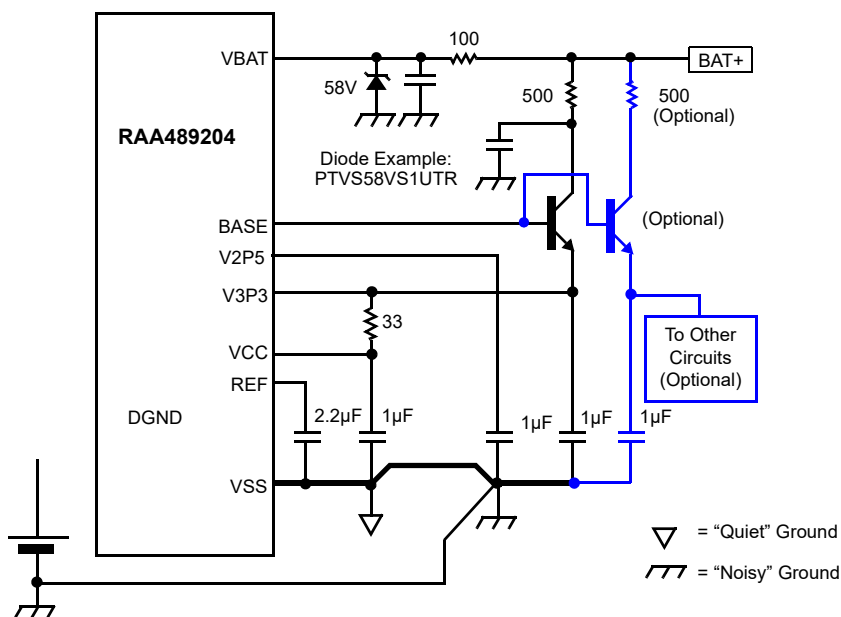 100
VBAT
BAT+
58V
500
500
(Optional)
RAA489204
Diode Example:
PTVS58VS1UTR
BASE
(Optional)
V2P5
V3P3
33
To Other
Circuits
(Optional)
VCC
REF
DGND
2.2µF
1µF
1µF
1µF
1µF
VSS
= “Quiet” Ground
= “Noisy” Ground